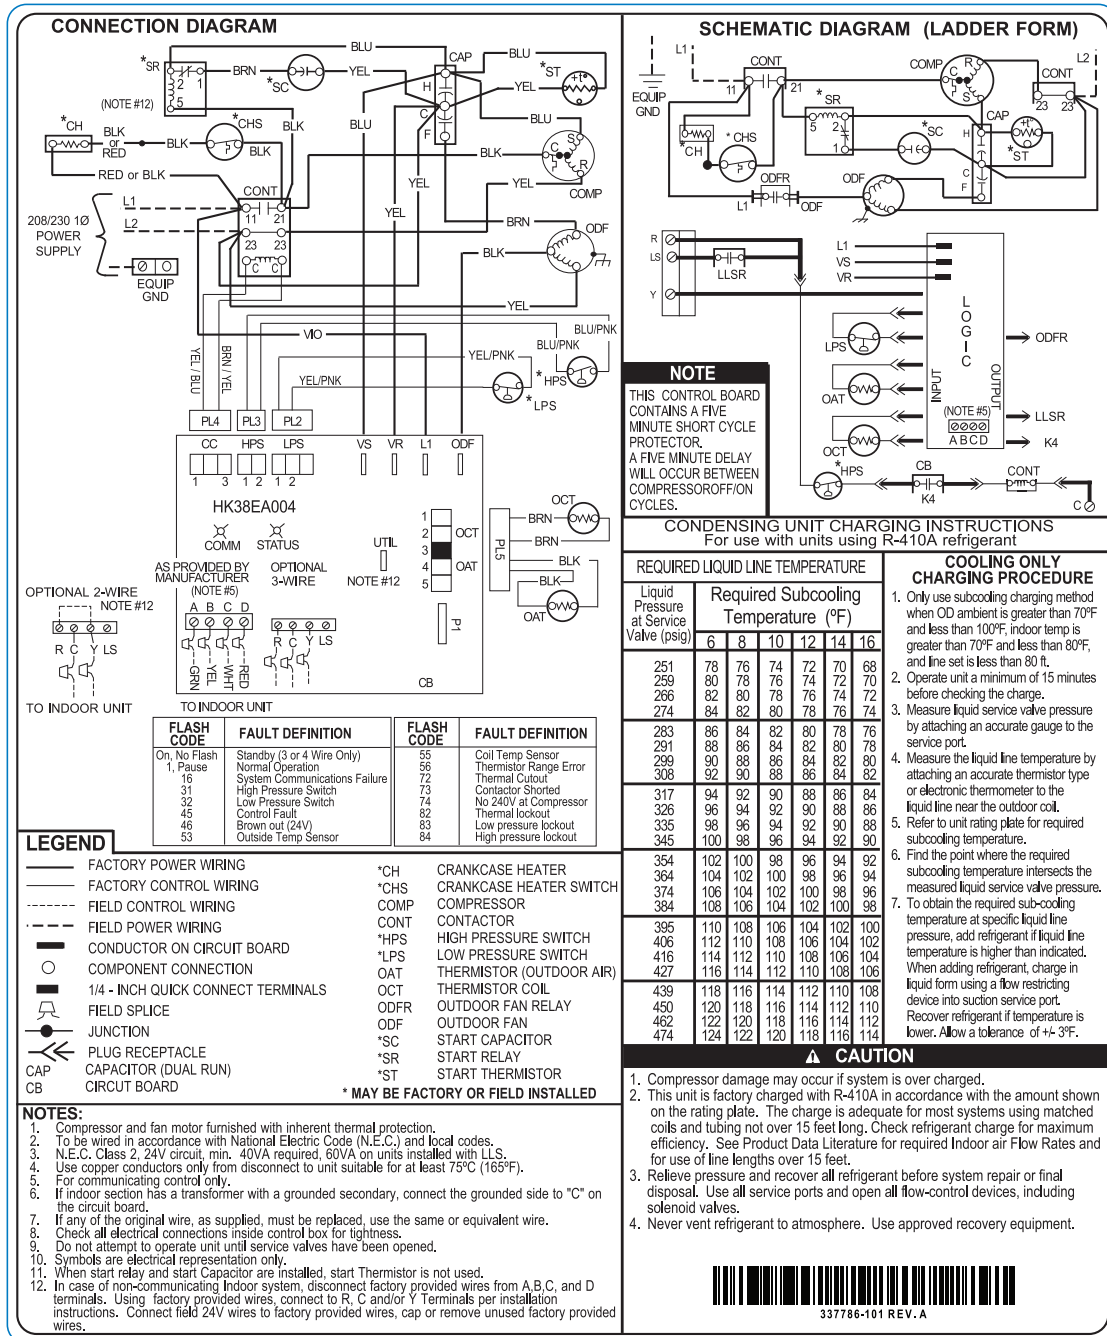 CONNECTION DIAGRAM
BLU
CAP
BLU
*SR
2
1
BRN
*SC
YEL
H
*ST
+t°
YEL
5
(NOTE #12)
C
BLU
*CH
BLK
or
RED
BLK
*CHS
BLK
BLK
BLU
F
BLU
S
C
R
BLK
COMP
RED or BLK
YEL
YEL
YEL
CONT
L1
11
21
L2
23
23
208/230 1Ø
POWER
SUPPLY
C
C
BRN
ODF
BLK
EQUIP
GND
YEL
VIO
BLU/PNK
BLU/PNK
YEL / BLU
BRN / YEL
YEL/PNK
*HPS
YEL/PNK
*LPS
PL4
PL3
PL2
CC
HPS
LPS
VS
VR
L1
ODF
1
3
1 2
1 2
HK38EA004
COMM
STATUS
UTIL
NOTE #12
1
2
3
4
5
OCT
OAT
PL5
OCT
BRN
BRN
BLK
BLK
OAT
P1
CB
AS PROVIDED BY
MANUFACTURER
(NOTE #5)
OPTIONAL
3-WIRE
A B C D
R C Y LS
GRN
YEL
WHT
RED
OPTIONAL 2-WIRE
NOTE #12
R C Y LS
TO INDOOR UNIT
TO INDOOR UNIT
FLASH CODE FAULT DEFINITION
On, No Flash Standby (3 or 4 Wire Only)
1, Pause Normal Operation
16 System Communications Failure
31 High Pressure Switch
32 Low Pressure Switch
45 Control Fault
46 Brown out (24V)
53 Outside Temp Sensor
FLASH CODE FAULT DEFINITION
55 Coil Temp Sensor
56 Thermistor Range Error
72 Thermal Cutout
73 Contactor Shorted
74 No 240V at Compressor
82 Thermal lockout
83 Low pressure lockout
84 High pressure lockout
LEGEND
FACTORY POWER WIRING
FACTORY CONTROL WIRING
FIELD CONTROL WIRING
FIELD POWER WIRING
CONDUCTOR ON CIRCUIT BOARD
COMPONENT CONNECTION
1/4 - INCH QUICK CONNECT TERMINALS
FIELD SPLICE
JUNCTION
PLUG RECEPTACLE
CAP CAPACITOR (DUAL RUN)
CB CIRCUT BOARD
*CH CRANKCASE HEATER
*CHS CRANKCASE HEATER SWITCH
COMP COMPRESSOR
CONT CONTACTOR
*HPS HIGH PRESSURE SWITCH
*LPS LOW PRESSURE SWITCH
OAT THERMISTOR (OUTDOOR AIR)
OCT THERMISTOR COIL
ODFR OUTDOOR FAN RELAY
ODF OUTDOOR FAN
*SC START CAPACITOR
*SR START RELAY
*ST START THERMISTOR
* MAY BE FACTORY OR FIELD INSTALLED
NOTES:
1. Compressor and fan motor furnished with inherent thermal protection.
2. To be wired in accordance with National Electric Code (N.E.C.) and local codes.
3. N.E.C. Class 2, 24V circuit, min. 40VA required, 60VA on units installed with LLS.
4. Use copper conductors only from disconnect to unit suitable for at least 75ºC (165ºF).
5. For communicating control only.
6. If indoor section has a transformer with a grounded secondary, connect the grounded side to "C" on
the circuit board.
7. If any of the original wire, as supplied, must be replaced, use the same or equivalent wire.
8. Check all electrical connections inside control box for tightness.
9. Do not attempt to operate unit until service valves have been opened.
10. Symbols are electrical representation only.
11. When start relay and start Capacitor are installed, start Thermistor is not used.
12. In case of non-communicating Indoor system, disconnect factory provided wires from A,B,C, and D
terminals. Using factory provided wires, connect to R, C and/or Y Terminals per installation
instructions. Connect field 24V wires to factory provided wires, cap or remove unused factory provided
wires.
SCHEMATIC DIAGRAM (LADDER FORM)
L1
CONT
COMP
R
C
S
CONT
L2
EQUIP
GND
11
21
23
23
*SR
5
2
1
CAP
H
+t°
*ST
*CH
*CHS
*SC
C
F
ODFR
ODF
L1
ODF
R
LS
LLSR
Y
L1
VS
VR
LOGIC
LPS
OAT
OCT
INPUT
OUTPUT
ODFR
LLSR
K4
(NOTE #5)
A B C D
*HPS
CB
K4
CONT
C
NOTE
THIS CONTROL BOARD
CONTAINS A FIVE
MINUTE SHORT CYCLE
PROTECTOR.
A FIVE MINUTE DELAY
WILL OCCUR BETWEEN
COMPRESSOROFF/ON
CYCLES.
CONDENSING UNIT CHARGING INSTRUCTIONS
For use with units using R-410A refrigerant
REQUIRED LIQUID LINE TEMPERATURE
Liquid
Pressure
at Service
Valve (psig)
Required Subcooling
Temperature (ºF)
6 8 10 12 14 16
251 78 76 74 72 70 68
259 80 78 76 74 72 70
266 82 80 78 76 74 72
274 84 82 80 78 76 74
283 86 84 82 80 78 76
291 88 86 84 82 80 78
299 90 88 86 84 82 80
308 92 90 88 86 84 82
317 94 92 90 88 86 84
326 96 94 92 90 88 86
335 98 96 94 92 90 88
345 100 98 96 94 92 90
354 102 100 98 96 94 92
364 104 102 100 98 96 94
374 106 104 102 100 98 96
384 108 106 104 102 100 98
395 110 108 106 104 102 100
406 112 110 108 106 104 102
416 114 112 110 108 106 104
427 116 114 112 110 108 106
439 118 116 114 112 110 108
450 120 118 116 114 112 110
462 122 120 118 116 114 112
474 124 122 120 118 116 114
COOLING ONLY
CHARGING PROCEDURE
1. Only use subcooling charging method
when OD ambient is greater than 70ºF
and less than 100ºF, indoor temp is
greater than 70ºF and less than 80ºF,
and line set is less than 80 ft.
2. Operate unit a minimum of 15 minutes
before checking the charge.
3. Measure liquid service valve pressure
by attaching an accurate gauge to the
service port.
4. Measure the liquid line temperature by
attaching an accurate thermistor type
or electronic thermometer to the
liquid line near the outdoor coil.
5. Refer to unit rating plate for required
subcooling temperature.
6. Find the point where the required
subcooling temperature intersects the
measured liquid service valve pressure.
7. To obtain the required sub-cooling
temperature at specific liquid line
pressure, add refrigerant if liquid line
temperature is higher than indicated.
When adding refrigerant, charge in
liquid form using a flow restricting
device into suction service port.
Recover refrigerant if temperature is
lower. Allow a tolerance of +/- 3ºF.
CAUTION
1. Compressor damage may occur if system is over charged.
2. This unit is factory charged with R-410A in accordance with the amount shown
on the rating plate. The charge is adequate for most systems using matched
coils and tubing not over 15 feet long. Check refrigerant charge for maximum
efficiency. See Product Data Literature for required Indoor air Flow Rates and
for use of line lengths over 15 feet.
3. Relieve pressure and recover all refrigerant before system repair or final
disposal. Use all service ports and open all flow-control devices, including
solenoid valves.
4. Never vent refrigerant to atmosphere. Use approved recovery equipment.
337786-101 REV. A